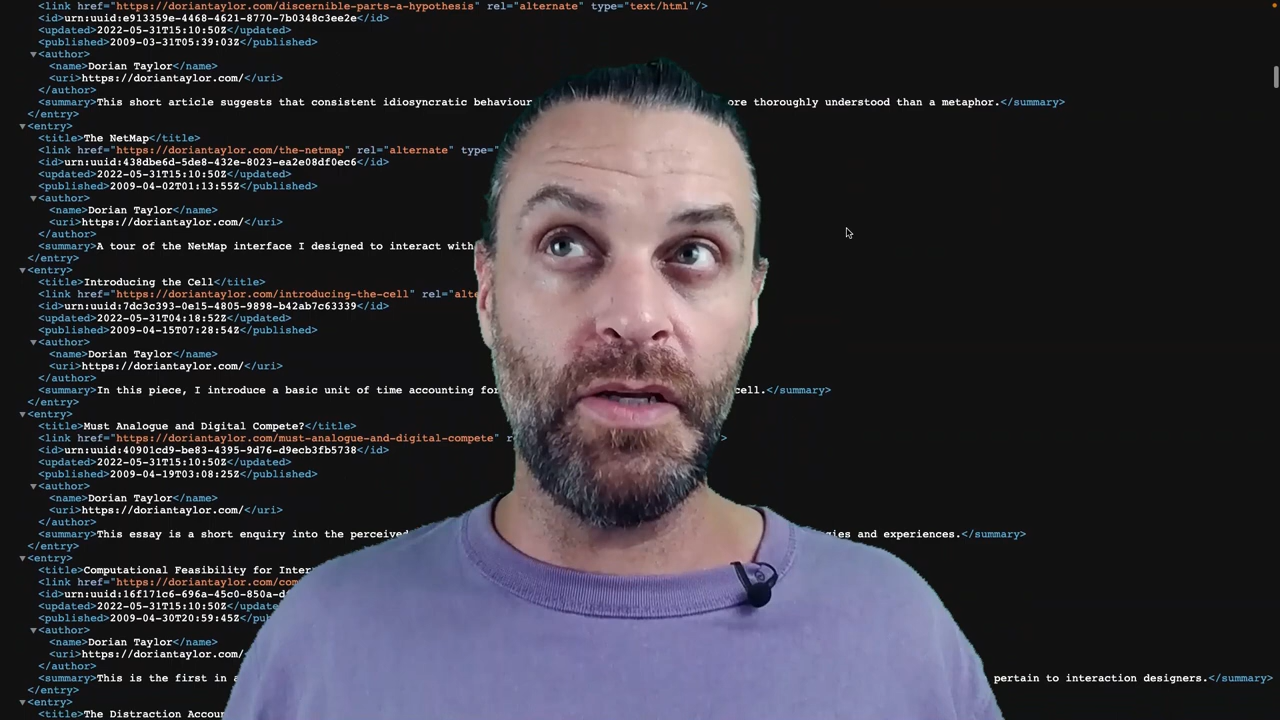 <link href="https://doriantaylor.com/discernible-parts-a-hypothesis" rel="alternate" type="text/html"/>
<id>urn:uuid:e913359e-4468-4621-8770-7b0348c3ee2e</id>
<updated>2022-05-31T15:10:50Z</updated>
<published>2009-03-31T05:39:03Z</published>
<author>
<name>Dorian Taylor</name>
<uri>https://doriantaylor.com/</uri>
</author>
<summary>This short article suggests that consistent idiosyncratic behaviour ore thoroughly understood than a metaphor.</summary>
</entry>
<entry>
<title>The NetMap</title>
<link href="https://doriantaylor.com/the-netmap" rel="alternate" type="
<id>urn:uuid:438dbe6d-5de8-432e-8023-ea2e08df0ec6</id>
<updated>2022-05-31T15:10:50Z</updated>
<published>2009-04-02T01:13:55Z</published>
<author>
<name>Dorian Taylor</name>
<uri>https://doriantaylor.com/</uri>
</author>
<summary>A tour of the NetMap interface I designed to interact with
</entry>
<entry>
<title>Introducing the Cell</title>
<link href="https://doriantaylor.com/introducing-the-cell" rel="alte
<id>urn:uuid:7dc3c393-0e15-4805-9898-b42ab7c63339</id>
<updated>2022-05-31T04:18:52Z</updated>
<published>2009-04-15T07:28:54Z</published>
<author>
<name>Dorian Taylor</name>
<uri>https://doriantaylor.com/</uri>
</author>
<summary>In this piece, I introduce a basic unit of time accounting for cell.</summary>
</entry>
<entry>
<title>Must Analogue and Digital Compete?</title>
<link href="https://doriantaylor.com/must-analogue-and-digital-compete" r >
<id>urn:uuid:40901cd9-be83-4395-9d76-d9ecb3fb5738</id>
<updated>2022-05-31T15:10:50Z</updated>
<published>2009-04-19T03:08:25Z</published>
<author>
<name>Dorian Taylor</name>
<uri>https://doriantaylor.com/</uri>
</author>
<summary>This essay is a short enquiry into the perceived gies and experiences.</summary>
</entry>
<entry>
<title>Computational Feasibility for Inter
<link href="https://doriantaylor.com/com
<id>urn:uuid:16f171c6-696a-45c0-850a-d
<updated>2022-05-31T15:10:50Z</updated>
<published>2009-04-30T20:59:45Z</published>
<author>
<name>Dorian Taylor</name>
<uri>https://doriantaylor.com/
</author>
<summary>This is the first in a pertain to interaction designers.</summary>
</entry>
<entry>
<title>The Distraction Accoun